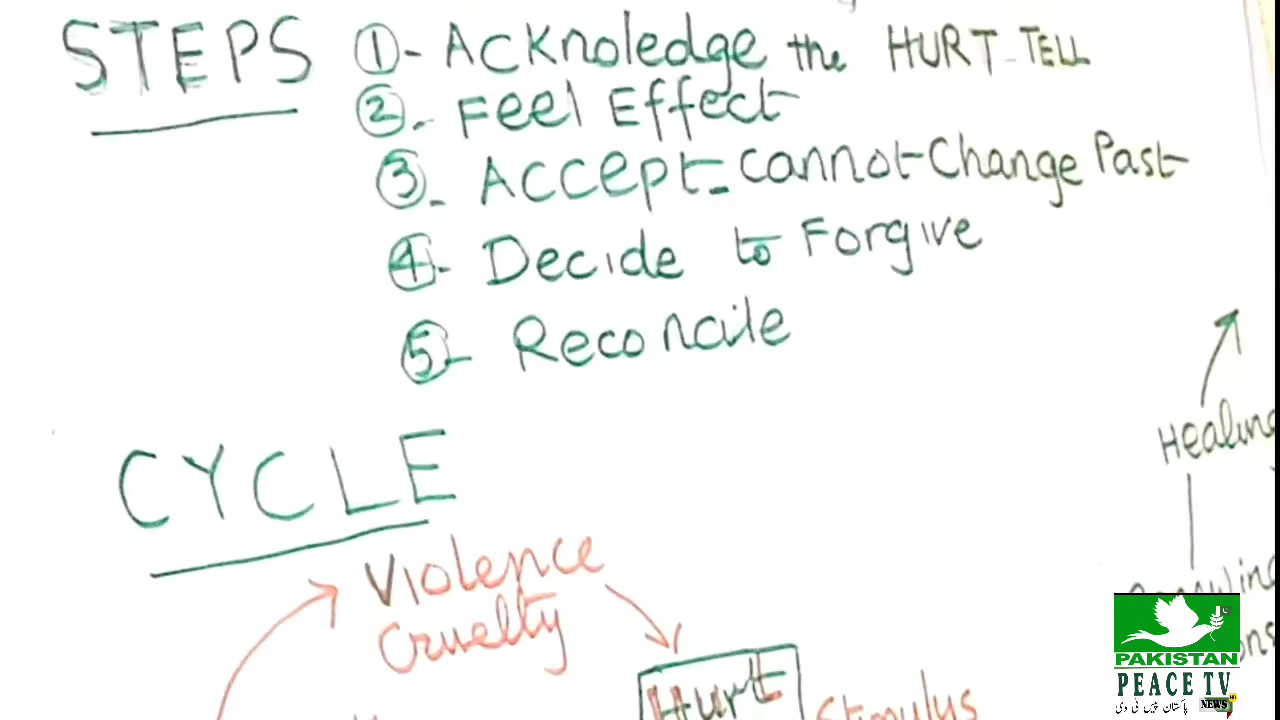 STEPS ①- Acknoledge the HURT-TELL
②- Feel Effect
③- Accept-cannot-Change Past
④- Decide to Forgive
⑤- Reconcile
Healing
CYCLE
Violence
Cruelty
Hurt
Stimulus
PAKISTAN
PEACE TV
NEWS
HD